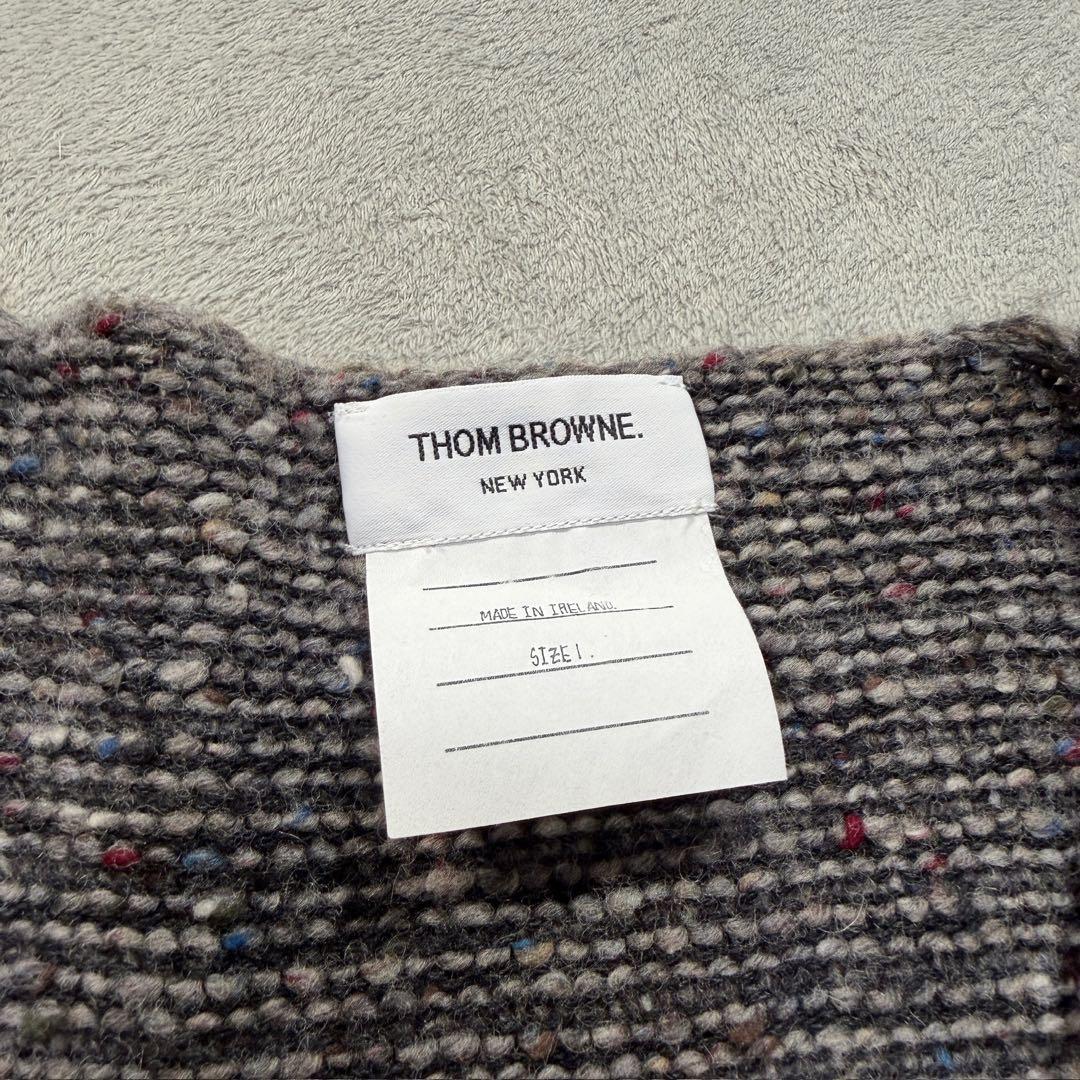 THOM BROWNE.
NEW YORK
MADE IN IRELAND.
SIZE 1.